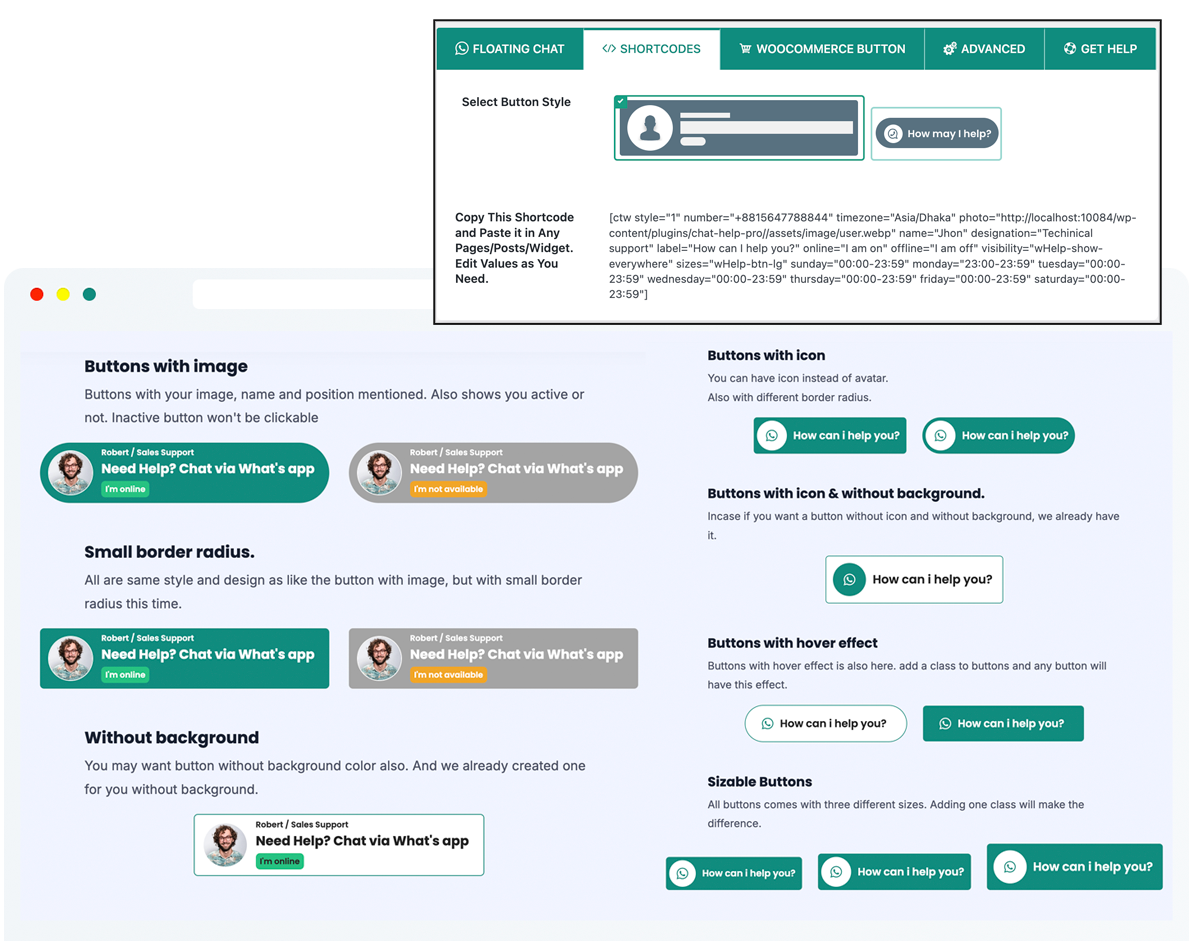 FLOATING CHAT
SHORTCODES
WOOCOMMERCE BUTTON
ADVANCED
GET HELP
Select Button Style
How may I help?
Copy This Shortcode
and Paste it in Any
Pages/Posts/Widget.
Edit Values as You
Need.
[ctw style="1" number="+8815647788844" timezone="Asia/Dhaka" photo="http://localhost:10084/wp-
content/plugins/chat-help-pro//assets/image/user.webp" name="Jhon" designation="Techinical
support" label="How can I help you?" online="I am on" offline="I am off" visibility="wHelp-show-
everywhere" sizes="wHelp-btn-lg" sunday="00:00-23:59" monday="23:00-23:59" tuesday="00:00-
23:59" wednesday="00:00-23:59" thursday="00:00-23:59" friday="00:00-23:59" saturday="00:00-
23:59"]
Buttons with image
Buttons with your image, name and position mentioned. Also shows you active or
not. Inactive button won't be clickable
Robert / Sales Support
Need Help? Chat via What's app
I'm online
Robert / Sales Support
Need Help? Chat via What's app
I'm not available
Small border radius.
All are same style and design as like the button with image, but with small border
radius this time.
Robert / Sales Support
Need Help? Chat via What's app
I'm online
Robert / Sales Support
Need Help? Chat via What's app
I'm not available
Without background
You may want button without background color also. And we already created one
for you without background.
Robert / Sales Support
Need Help? Chat via What's app
I'm online
Buttons with icon
You can have icon instead of avatar.
Also with different border radius.
How can i help you?
How can i help you?
Buttons with icon & without background.
Incase if you want a button without icon and without background, we already have
it.
How can i help you?
Buttons with hover effect
Buttons with hover effect is also here. add a class to buttons and any button will
have this effect.
How can i help you?
How can i help you?
Sizable Buttons
All buttons comes with three different sizes. Adding one class will make the
difference.
How can i help you?
How can i help you?
How can i help you?